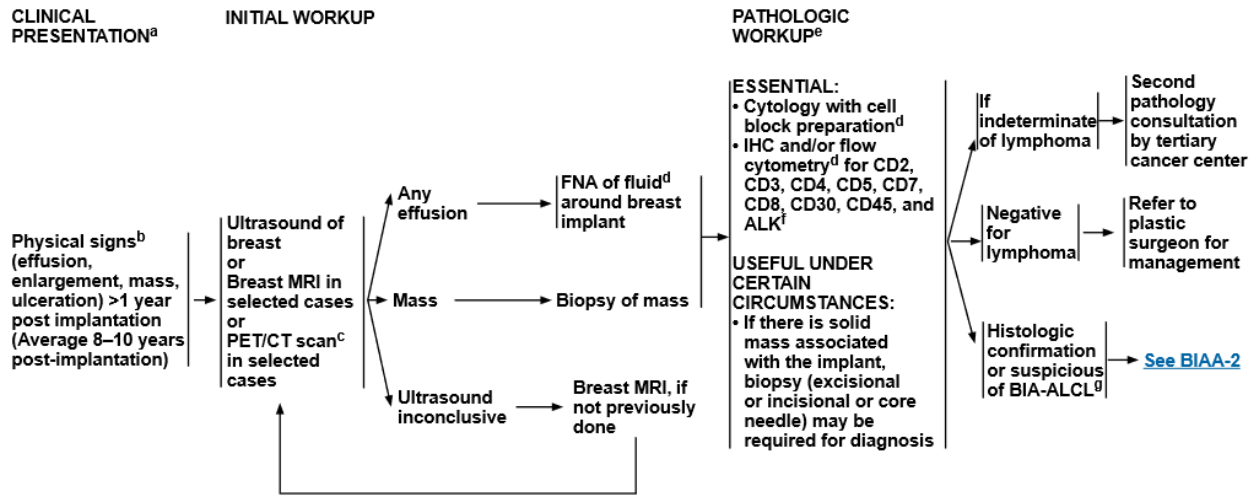 CLINICAL
PRESENTATIONa
INITIAL WORKUP
PATHOLOGIC
WORKUPe
Physical signsb
(effusion,
enlargement, mass,
ulceration) >1 year
post implantation
(Average 8–10 years
post-implantation)
Ultrasound of
breast
or
Breast MRI in
selected cases
or
PET/CT scanc
in selected
cases
Any
effusion
FNA of fluidd
around breast
implant
Mass
Biopsy of mass
Ultrasound
inconclusive
Breast MRI, if
not previously
done
ESSENTIAL:
• Cytology with cell
block preparationd
• IHC and/or flow
cytometryd for CD2,
CD3, CD4, CD5, CD7,
CD8, CD30, CD45, and
ALKf
USEFUL UNDER
CERTAIN
CIRCUMSTANCES:
• If there is solid
mass associated
with the implant,
biopsy (excisional
or incisional or core
needle) may be
required for diagnosis
If
indeterminate
of lymphoma
Second
pathology
consultation
by tertiary
cancer center
Negative
for
lymphoma
Refer to
plastic
surgeon for
management
Histologic
confirmation
or suspicious
of BIA-ALCLg
See BIAA-2